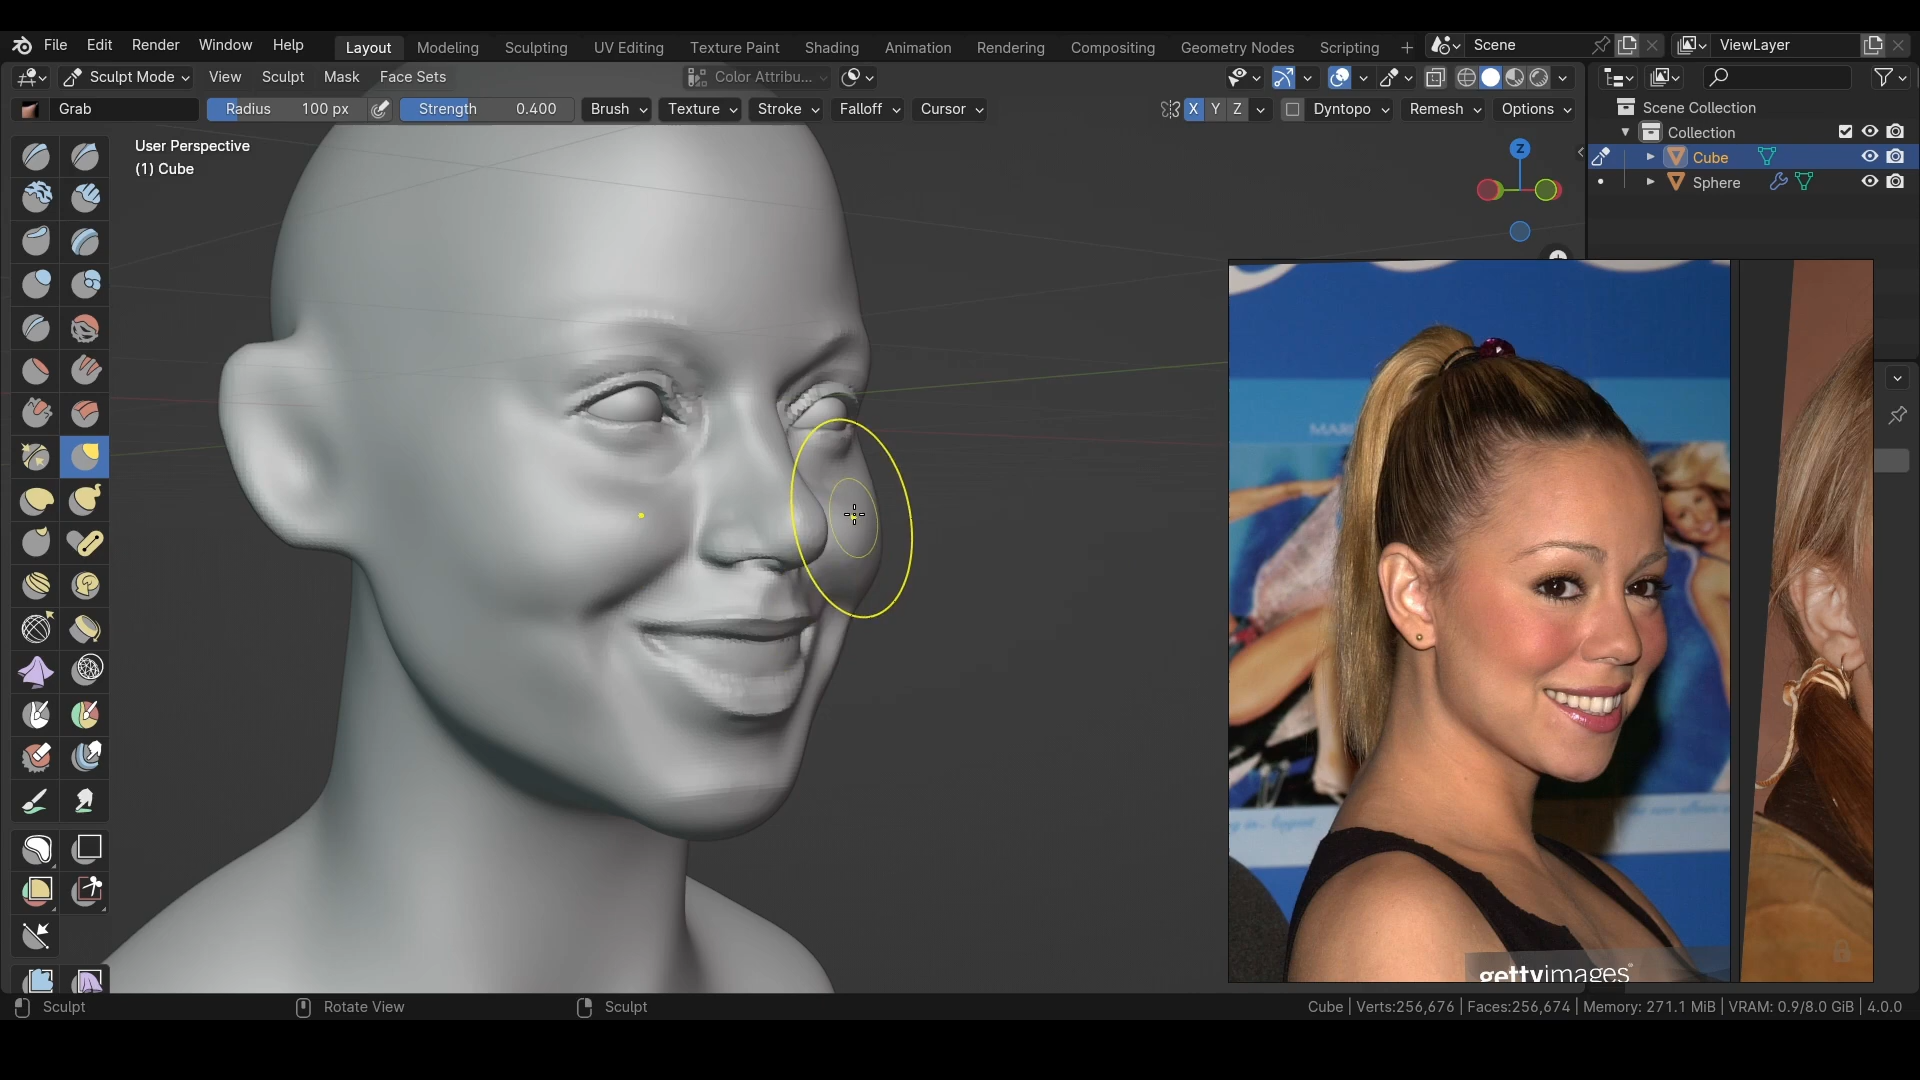 File Edit Render Window Help Layout Modeling Sculpting UV Editing Texture Paint Shading Animation Rendering Compositing Geometry Nodes Scripting + Scene ViewLayer
Sculpt Mode View Sculpt Mask Face Sets Color Attribu...
Grab Radius 100 px Strength 0.400 Brush Texture Stroke Falloff Cursor X Y Z Dyntopo Remesh Options
Scene Collection
Collection
Cube
Sphere
User Perspective
(1) Cube
Z
MARI
gettyimages®
Sculpt Rotate View Sculpt Cube | Verts:256,676 | Faces:256,674 | Memory: 271.1 MiB | VRAM: 0.9/8.0 GiB | 4.0.0